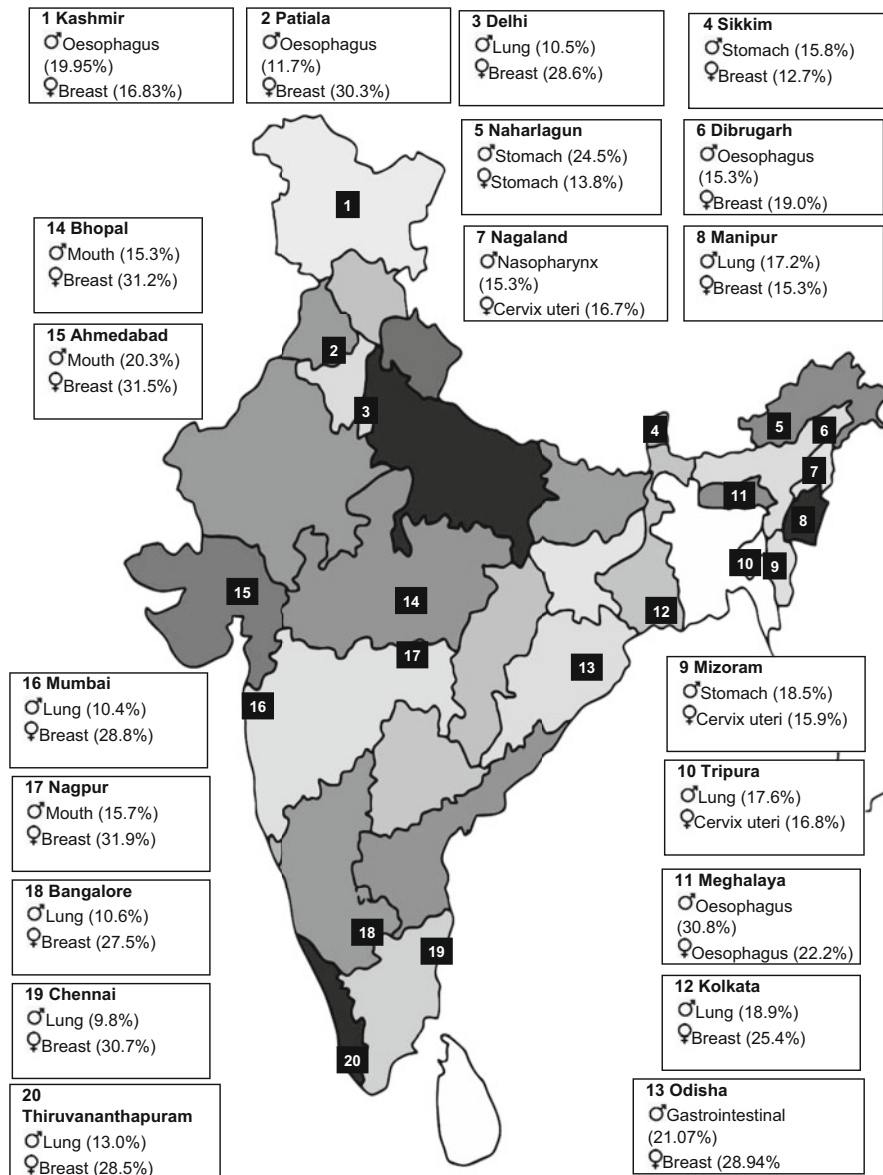 1 Kashmir
♂Oesophagus
(19.95%)
♀Breast (16.83%)
2 Patiala
♂Oesophagus
(11.7%)
♀Breast (30.3%)
3 Delhi
♂Lung (10.5%)
♀Breast (28.6%)
4 Sikkim
♂Stomach (15.8%)
♀Breast (12.7%)
5 Naharlagun
♂Stomach (24.5%)
♀Stomach (13.8%)
6 Dibrugarh
♂Oesophagus
(15.3%)
♀Breast (19.0%)
14 Bhopal
♂Mouth (15.3%)
♀Breast (31.2%)
7 Nagaland
♂Nasopharynx
(15.3%)
♀Cervix uteri (16.7%)
8 Manipur
♂Lung (17.2%)
♀Breast (15.3%)
15 Ahmedabad
♂Mouth (20.3%)
♀Breast (31.5%)
1
2
3
4
5
6
7
11
8
10
9
15
14
12
17
13
16
18
19
20
16 Mumbai
♂Lung (10.4%)
♀Breast (28.8%)
9 Mizoram
♂Stomach (18.5%)
♀Cervix uteri (15.9%)
17 Nagpur
♂Mouth (15.7%)
♀Breast (31.9%)
10 Tripura
♂Lung (17.6%)
♀Cervix uteri (16.8%)
18 Bangalore
♂Lung (10.6%)
♀Breast (27.5%)
11 Meghalaya
♂Oesophagus
(30.8%)
♀Oesophagus (22.2%)
19 Chennai
♂Lung (9.8%)
♀Breast (30.7%)
12 Kolkata
♂Lung (18.9%)
♀Breast (25.4%)
20
Thiruvananthapuram
♂Lung (13.0%)
♀Breast (28.5%)
13 Odisha
♂Gastrointestinal
(21.07%)
♀Breast (28.94%